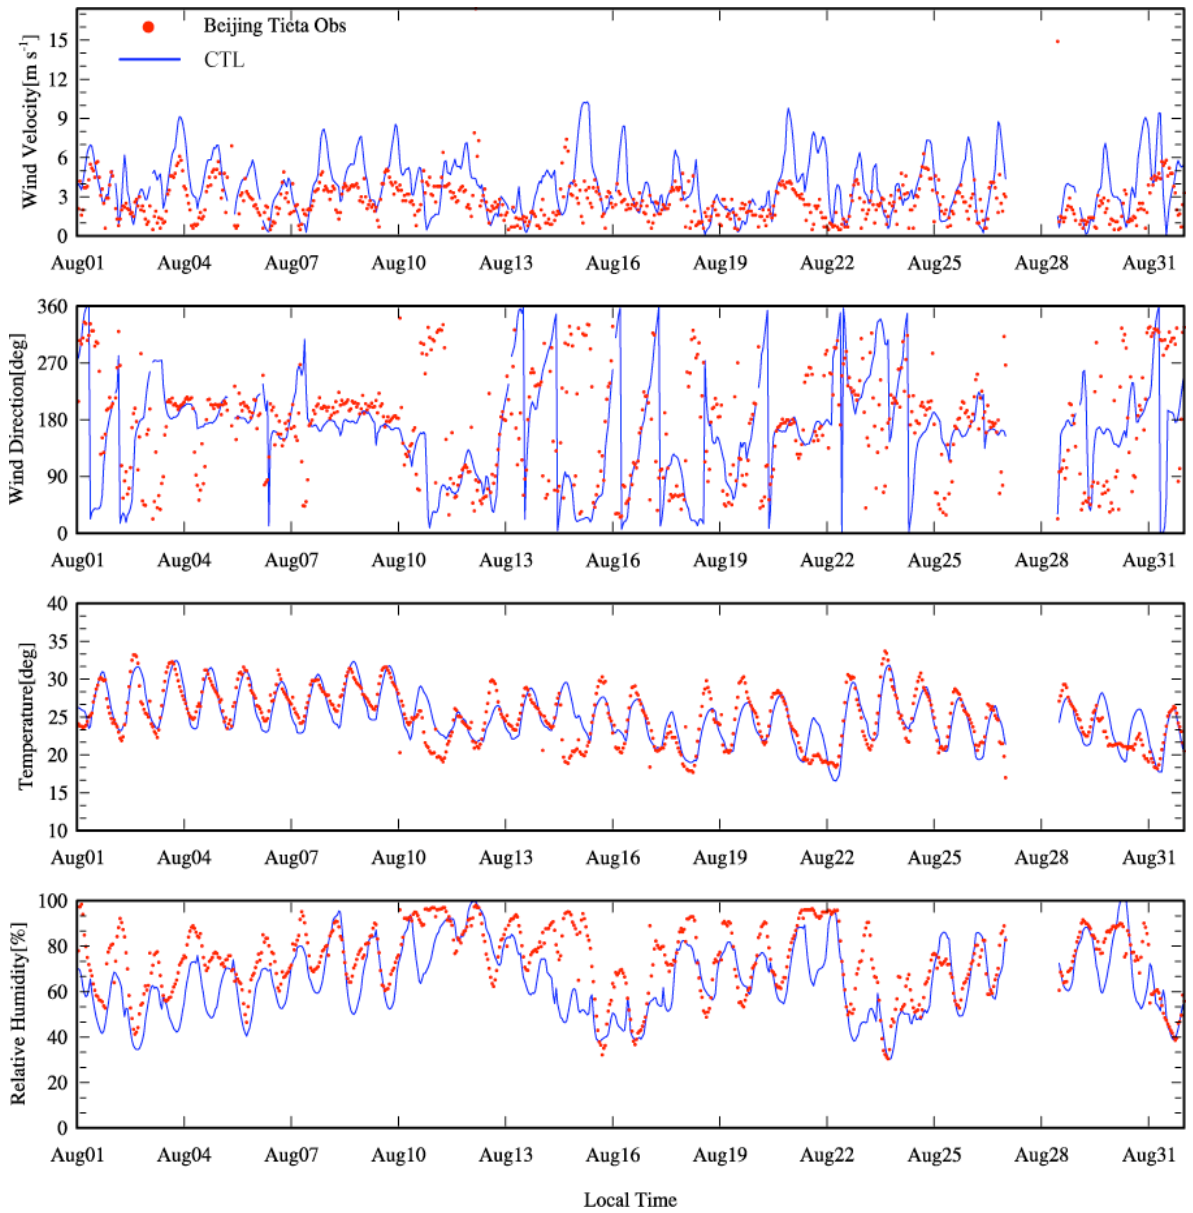 Beijing Tieta Obs
CTL
Wind Velocity[m s-1]
15
12
9
6
3
0
Aug01 Aug04 Aug07 Aug10 Aug13 Aug16 Aug19 Aug22 Aug25 Aug28 Aug31
Wind Direction[deg]
360
270
180
90
0
Aug01 Aug04 Aug07 Aug10 Aug13 Aug16 Aug19 Aug22 Aug25 Aug28 Aug31
Temperature[deg]
40
35
30
25
20
15
10
Aug01 Aug04 Aug07 Aug10 Aug13 Aug16 Aug19 Aug22 Aug25 Aug28 Aug31
Relative Humidity[%]
100
80
60
40
20
0
Aug01 Aug04 Aug07 Aug10 Aug13 Aug16 Aug19 Aug22 Aug25 Aug28 Aug31
Local Time